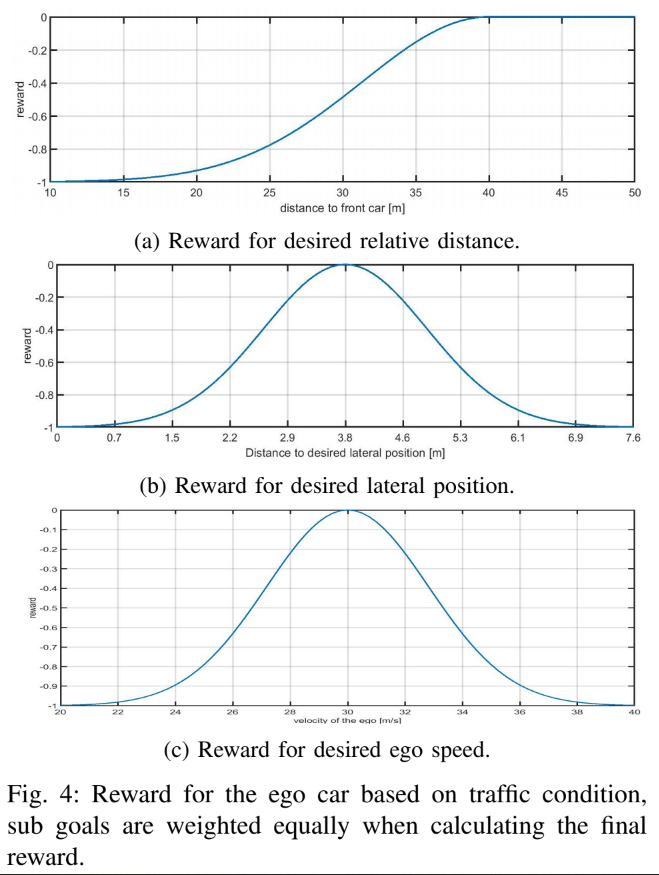 0
-0.2
-0.4
-0.6
-0.8
-1
reward
10 15 20 25 30 35 40 45 50
distance to front car [m]
(a) Reward for desired relative distance.
0
-0.2
-0.4
-0.6
-0.8
-1
reward
0 0.7 1.5 2.2 2.9 3.8 4.6 5.3 6.1 6.9 7.6
Distance to desired lateral position [m]
(b) Reward for desired lateral position.
0
-0.1
-0.2
-0.3
-0.4
-0.5
-0.6
-0.7
-0.8
-0.9
-1
reward
20 22 24 26 28 30 32 34 36 38 40
velocity of the ego [m/s]
(c) Reward for desired ego speed.
Fig. 4: Reward for the ego car based on traffic condition,
sub goals are weighted equally when calculating the final
reward.